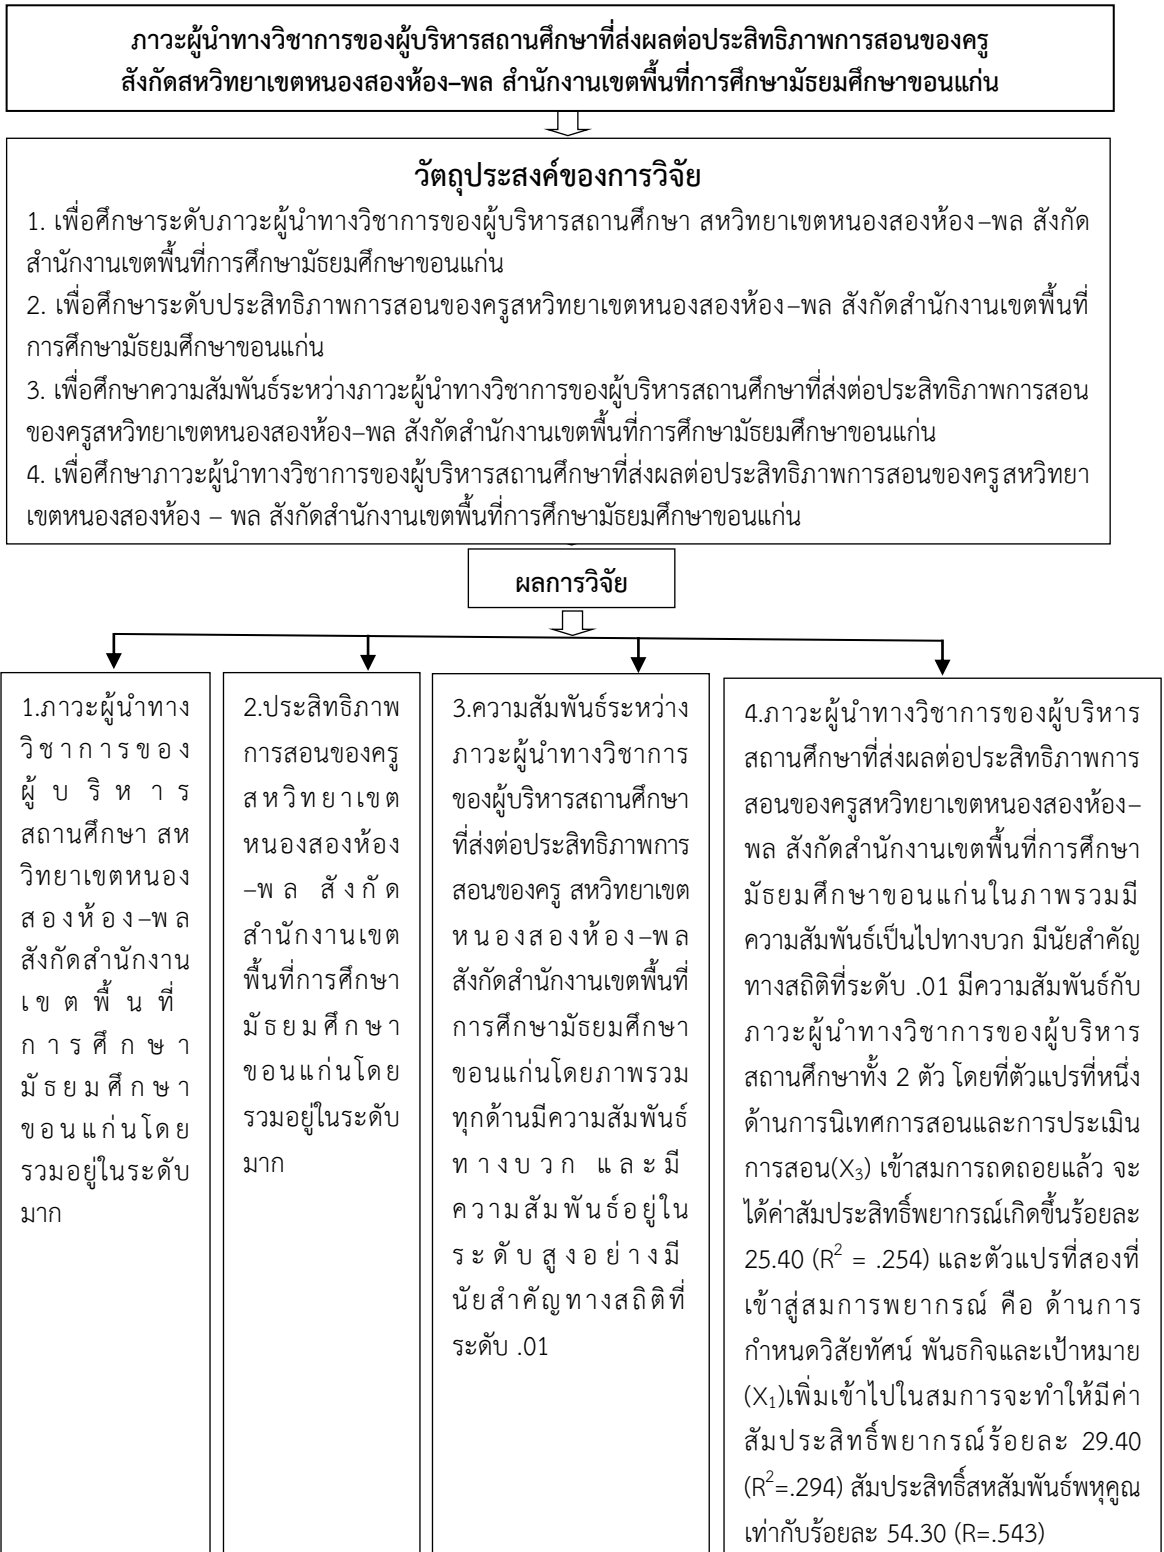 ภาวะผู้นำทางวิชาการของผู้บริหารสถานศึกษาที่ส่งผลต่อประสิทธิภาพการสอนของครู
สังกัดสหวิทยาเขตหนองสองห้อง–พล สำนักงานเขตพื้นที่การศึกษามัธยมศึกษาขอนแก่น
วัตถุประสงค์ของการวิจัย
1. เพื่อศึกษาระดับภาวะผู้นำทางวิชาการของผู้บริหารสถานศึกษา สหวิทยาเขตหนองสองห้อง–พล สังกัด
สำนักงานเขตพื้นที่การศึกษามัธยมศึกษาขอนแก่น
2. เพื่อศึกษาระดับประสิทธิภาพการสอนของครูสหวิทยาเขตหนองสองห้อง–พล สังกัดสำนักงานเขตพื้นที่
การศึกษามัธยมศึกษาขอนแก่น
3. เพื่อศึกษาความสัมพันธ์ระหว่างภาวะผู้นำทางวิชาการของผู้บริหารสถานศึกษาที่ส่งต่อประสิทธิภาพการสอน
ของครูสหวิทยาเขตหนองสองห้อง–พล สังกัดสำนักงานเขตพื้นที่การศึกษามัธยมศึกษาขอนแก่น
4. เพื่อศึกษาภาวะผู้นำทางวิชาการของผู้บริหารสถานศึกษาที่ส่งผลต่อประสิทธิภาพการสอนของครูสหวิทยา
เขตหนองสองห้อง – พล สังกัดสำนักงานเขตพื้นที่การศึกษามัธยมศึกษาขอนแก่น
ผลการวิจัย
1.ภาวะผู้นำทาง
วิชาการของ
ผู้บริหาร
สถานศึกษา สห
วิทยาเขตหนอง
สองห้อง–พล
สังกัดสำนักงาน
เขตพื้นที่
การศึกษา
มัธยมศึกษา
ขอนแก่นโดย
รวมอยู่ในระดับ
มาก
2.ประสิทธิภาพ
การสอนของครู
สหวิทยาเขต
หนองสองห้อง
–พล สังกัด
สำนักงานเขต
พื้นที่การศึกษา
มัธยมศึกษา
ขอนแก่นโดย
รวมอยู่ในระดับ
มาก
3.ความสัมพันธ์ระหว่าง
ภาวะผู้นำทางวิชาการ
ของผู้บริหารสถานศึกษา
ที่ส่งต่อประสิทธิภาพการ
สอนของครู สหวิทยาเขต
หนองสองห้อง–พล
สังกัดสำนักงานเขตพื้นที่
การศึกษามัธยมศึกษา
ขอนแก่นโดยภาพรวม
ทุกด้านมีความสัมพันธ์
ทางบวก และมี
ความสัมพันธ์อยู่ใน
ระดับสูงอย่างมี
นัยสำคัญทางสถิติที่
ระดับ .01
4.ภาวะผู้นำทางวิชาการของผู้บริหาร
สถานศึกษาที่ส่งผลต่อประสิทธิภาพการ
สอนของครูสหวิทยาเขตหนองสองห้อง–
พล สังกัดสำนักงานเขตพื้นที่การศึกษา
มัธยมศึกษาขอนแก่นในภาพรวมมี
ความสัมพันธ์เป็นไปทางบวก มีนัยสำคัญ
ทางสถิติที่ระดับ .01 มีความสัมพันธ์กับ
ภาวะผู้นำทางวิชาการของผู้บริหาร
สถานศึกษาทั้ง 2 ตัว โดยที่ตัวแปรที่หนึ่ง
ด้านการนิเทศการสอนและการประเมิน
การสอน(X₃) เข้าสมการถดถอยแล้ว จะ
ได้ค่าสัมประสิทธิ์พยากรณ์เกิดขึ้นร้อยละ
25.40 (R² = .254) และตัวแปรที่สองที่
เข้าสู่สมการพยากรณ์ คือ ด้านการ
กำหนดวิสัยทัศน์ พันธกิจและเป้าหมาย
(X₁)เพิ่มเข้าไปในสมการจะทำให้มีค่า
สัมประสิทธิ์พยากรณ์ร้อยละ 29.40
(R²=.294) สัมประสิทธิ์สหสัมพันธ์พหุคูณ
เท่ากับร้อยละ 54.30 (R=.543)